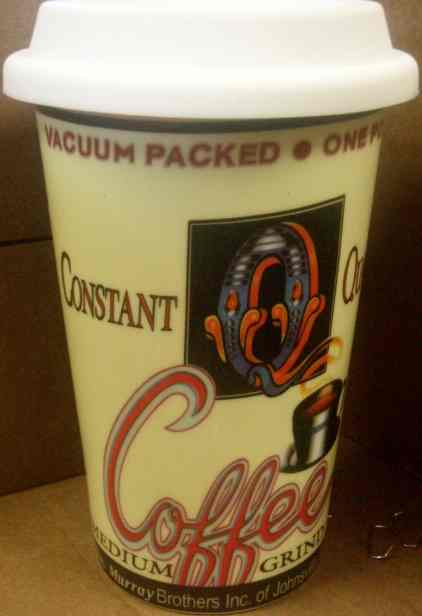 VACUUM PACKED ● ONE
CONSTANT
Q
Coffee
MEDIUM GRIND
Murray Brothers Inc. of